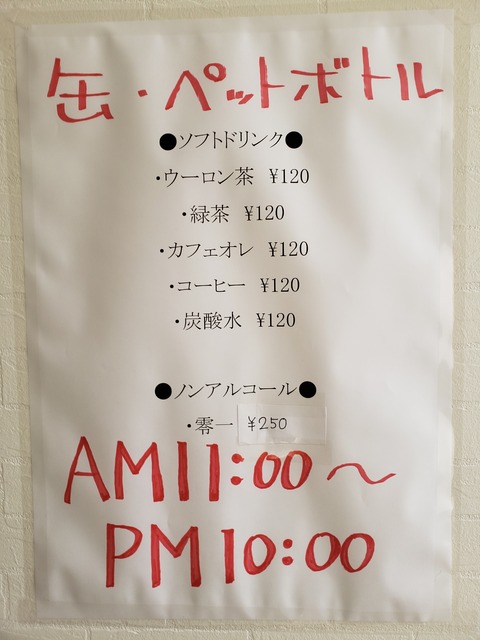 缶・ペットボトル
●ソフトドリンク●
・ウーロン茶 ¥120
・緑茶 ¥120
・カフェオレ ¥120
・コーヒー ¥120
・炭酸水 ¥120
●ノンアルコール●
・零一 ¥250
AM11:00〜
PM10:00